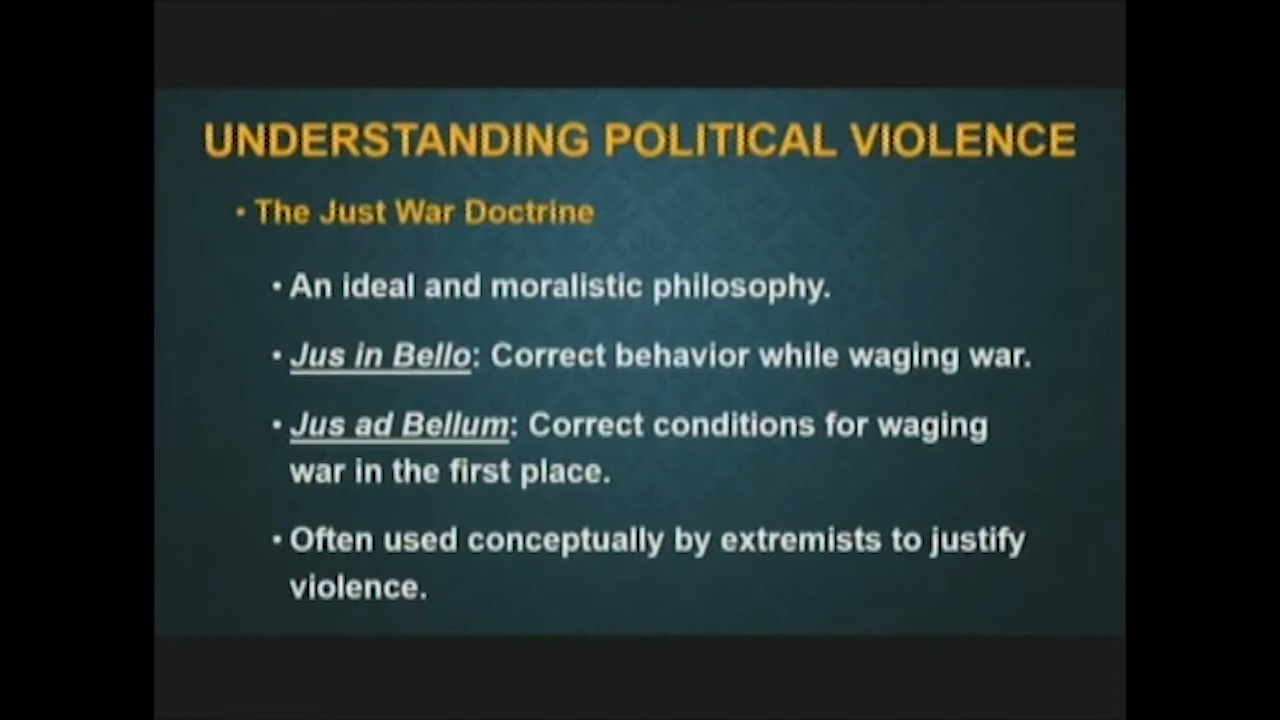 UNDERSTANDING POLITICAL VIOLENCE
• The Just War Doctrine
• An ideal and moralistic philosophy.
• Jus in Bello: Correct behavior while waging war.
• Jus ad Bellum: Correct conditions for waging
war in the first place.
• Often used conceptually by extremists to justify
violence.